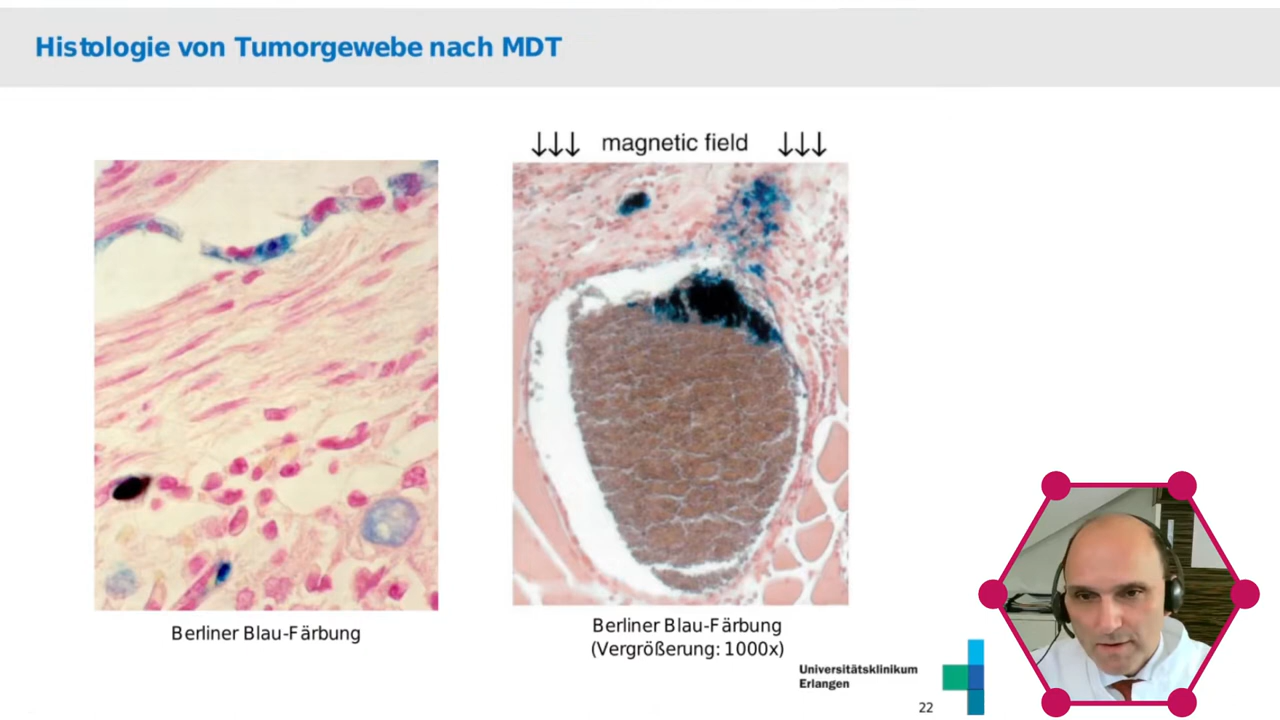 Histologie von Tumorgewebe nach MDT
↓↓↓ magnetic field ↓↓↓
Berliner Blau-Färbung
Berliner Blau-Färbung
(Vergrößerung: 1000x)
Universitätsklinikum
Erlangen
22